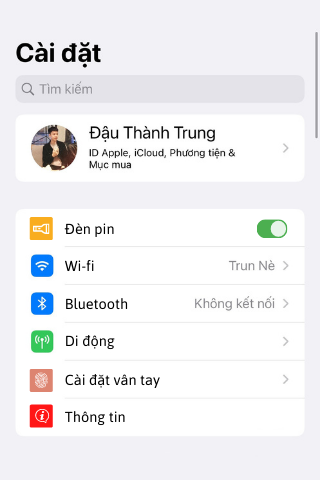 Cài đặt
Tìm kiếm
Đậu Thành Trung
ID Apple, iCloud, Phương tiện &
Mục mua
Đèn pin
Wi-fi Trun Nè
Bluetooth Không kết nối
Di động
Cài đặt vân tay
Thông tin